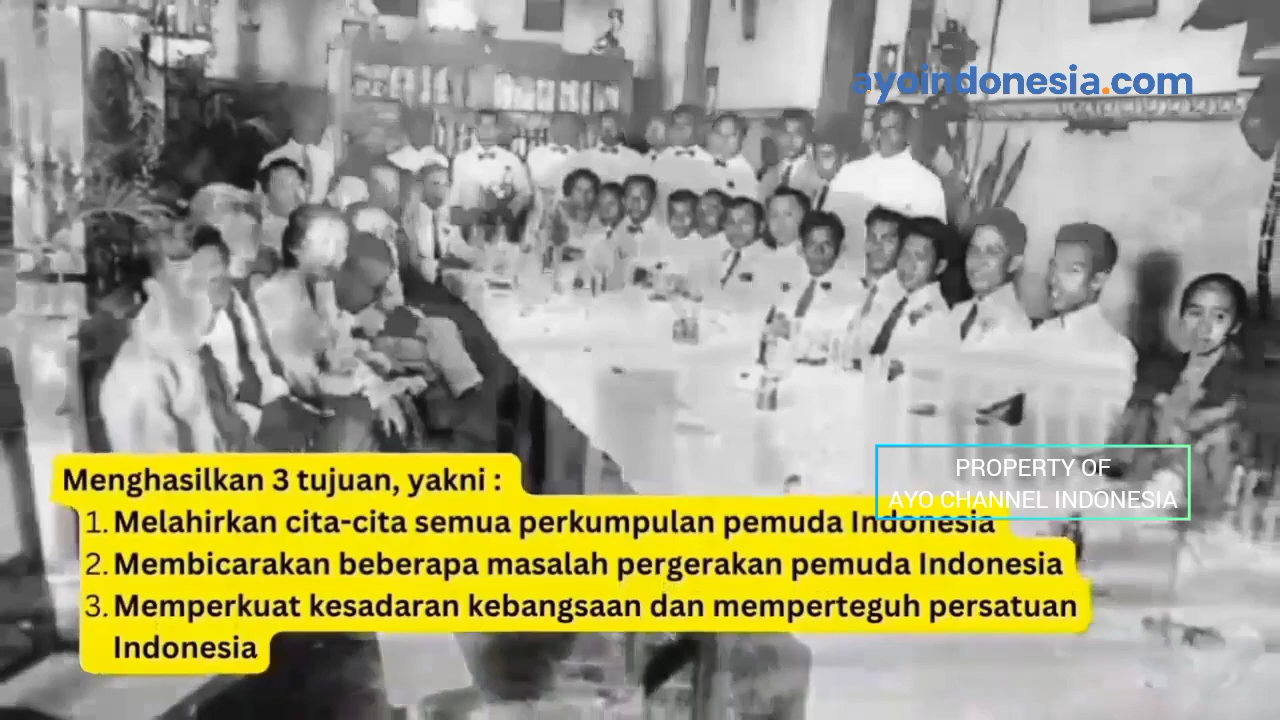 ayoindonesia.com
Menghasilkan 3 tujuan, yakni :
PROPERTY OF
AYO CHANNEL INDONESIA
1. Melahirkan cita-cita semua perkumpulan pemuda Indonesia
2. Membicarakan beberapa masalah pergerakan pemuda Indonesia
3. Memperkuat kesadaran kebangsaan dan memperteguh persatuan
Indonesia